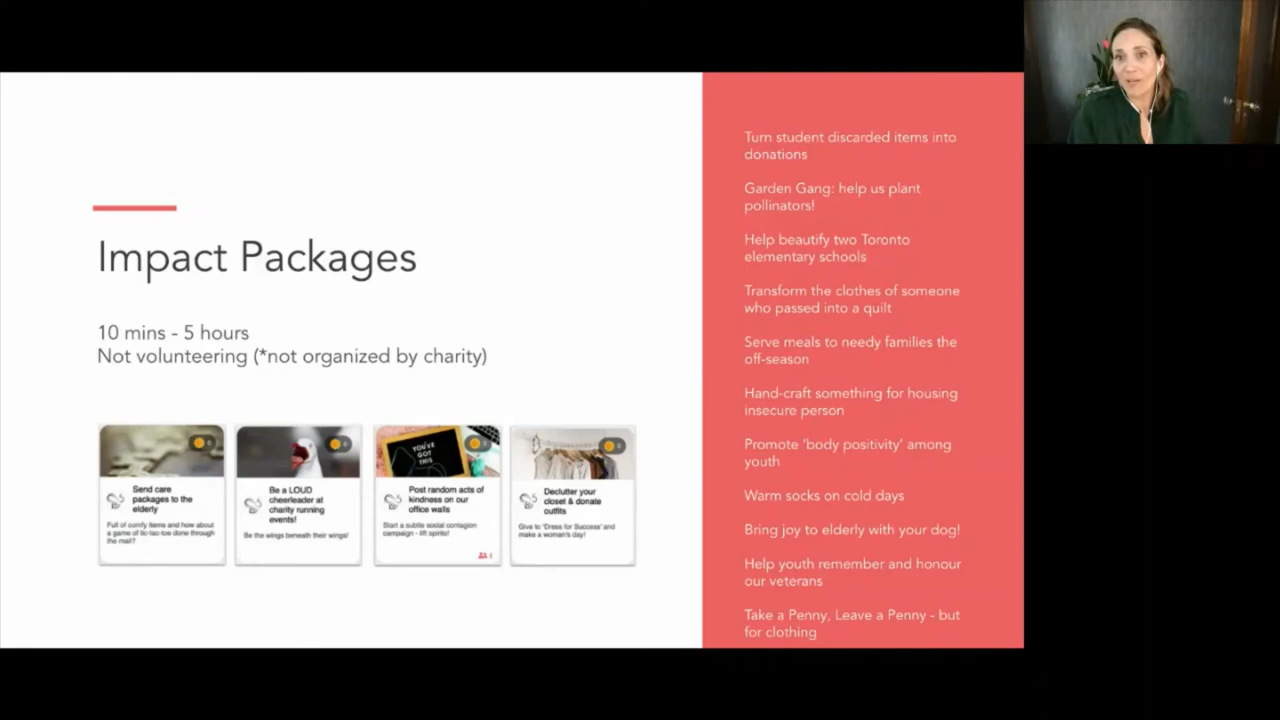 Impact Packages
10 mins - 5 hours
Not volunteering (*not organized by charity)
YOU'VE
GOT
THIS
Send care
packages to the
elderly
Full of comfy items and how about
a game of tic-tac-toe done through
the mail?
Be a LOUD
cheerleader at
charity running
events!
Be the wings beneath their wings!
Post random acts of
kindness on our
office walls
Start a subtle social contagion
campaign - lift spirits!
Declutter your
closet & donate
outfits
Give to 'Dress for Success' and
make a woman's day!
Turn student discarded items into
donations
Garden Gang: help us plant
pollinators!
Help beautify two Toronto
elementary schools
Transform the clothes of someone
who passed into a quilt
Serve meals to needy families the
off-season
Hand-craft something for housing
insecure person
Promote 'body positivity' among
youth
Warm socks on cold days
Bring joy to elderly with your dog!
Help youth remember and honour
our veterans
Take a Penny, Leave a Penny - but
for clothing